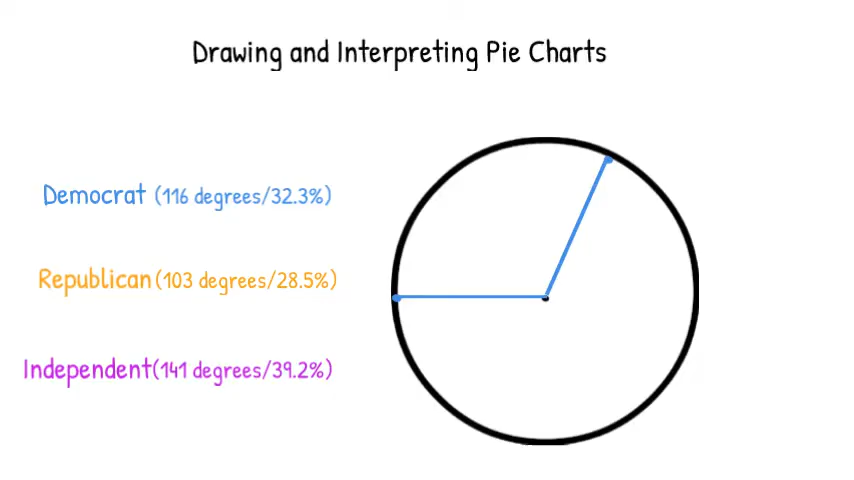 Drawing and Interpreting Pie Charts
Democrat (116 degrees/32.3%)
Republican (103 degrees/28.5%)
Independent (141 degrees/39.2%)